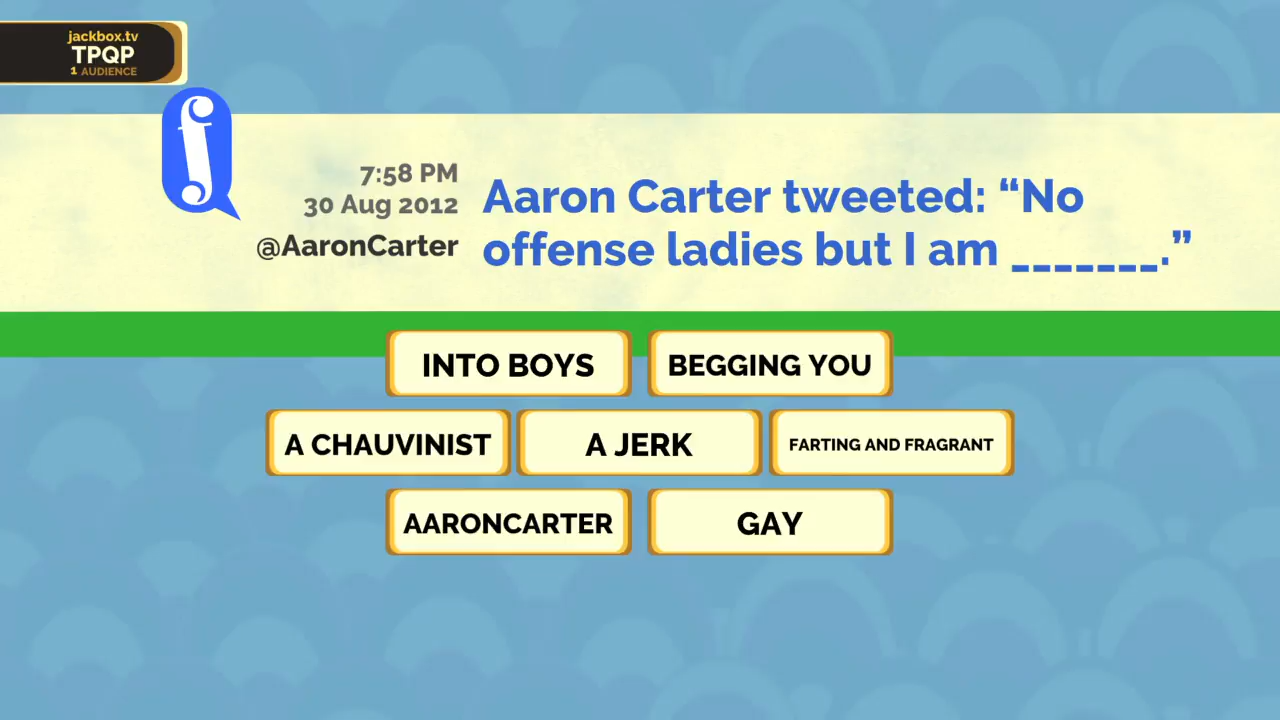 jackbox.tv
TPQP
1 AUDIENCE
f
7:58 PM
30 Aug 2012
@AaronCarter
Aaron Carter tweeted: “No
offense ladies but I am _______.”
INTO BOYS
BEGGING YOU
A CHAUVINIST
A JERK
FARTING AND FRAGRANT
AARONCARTER
GAY